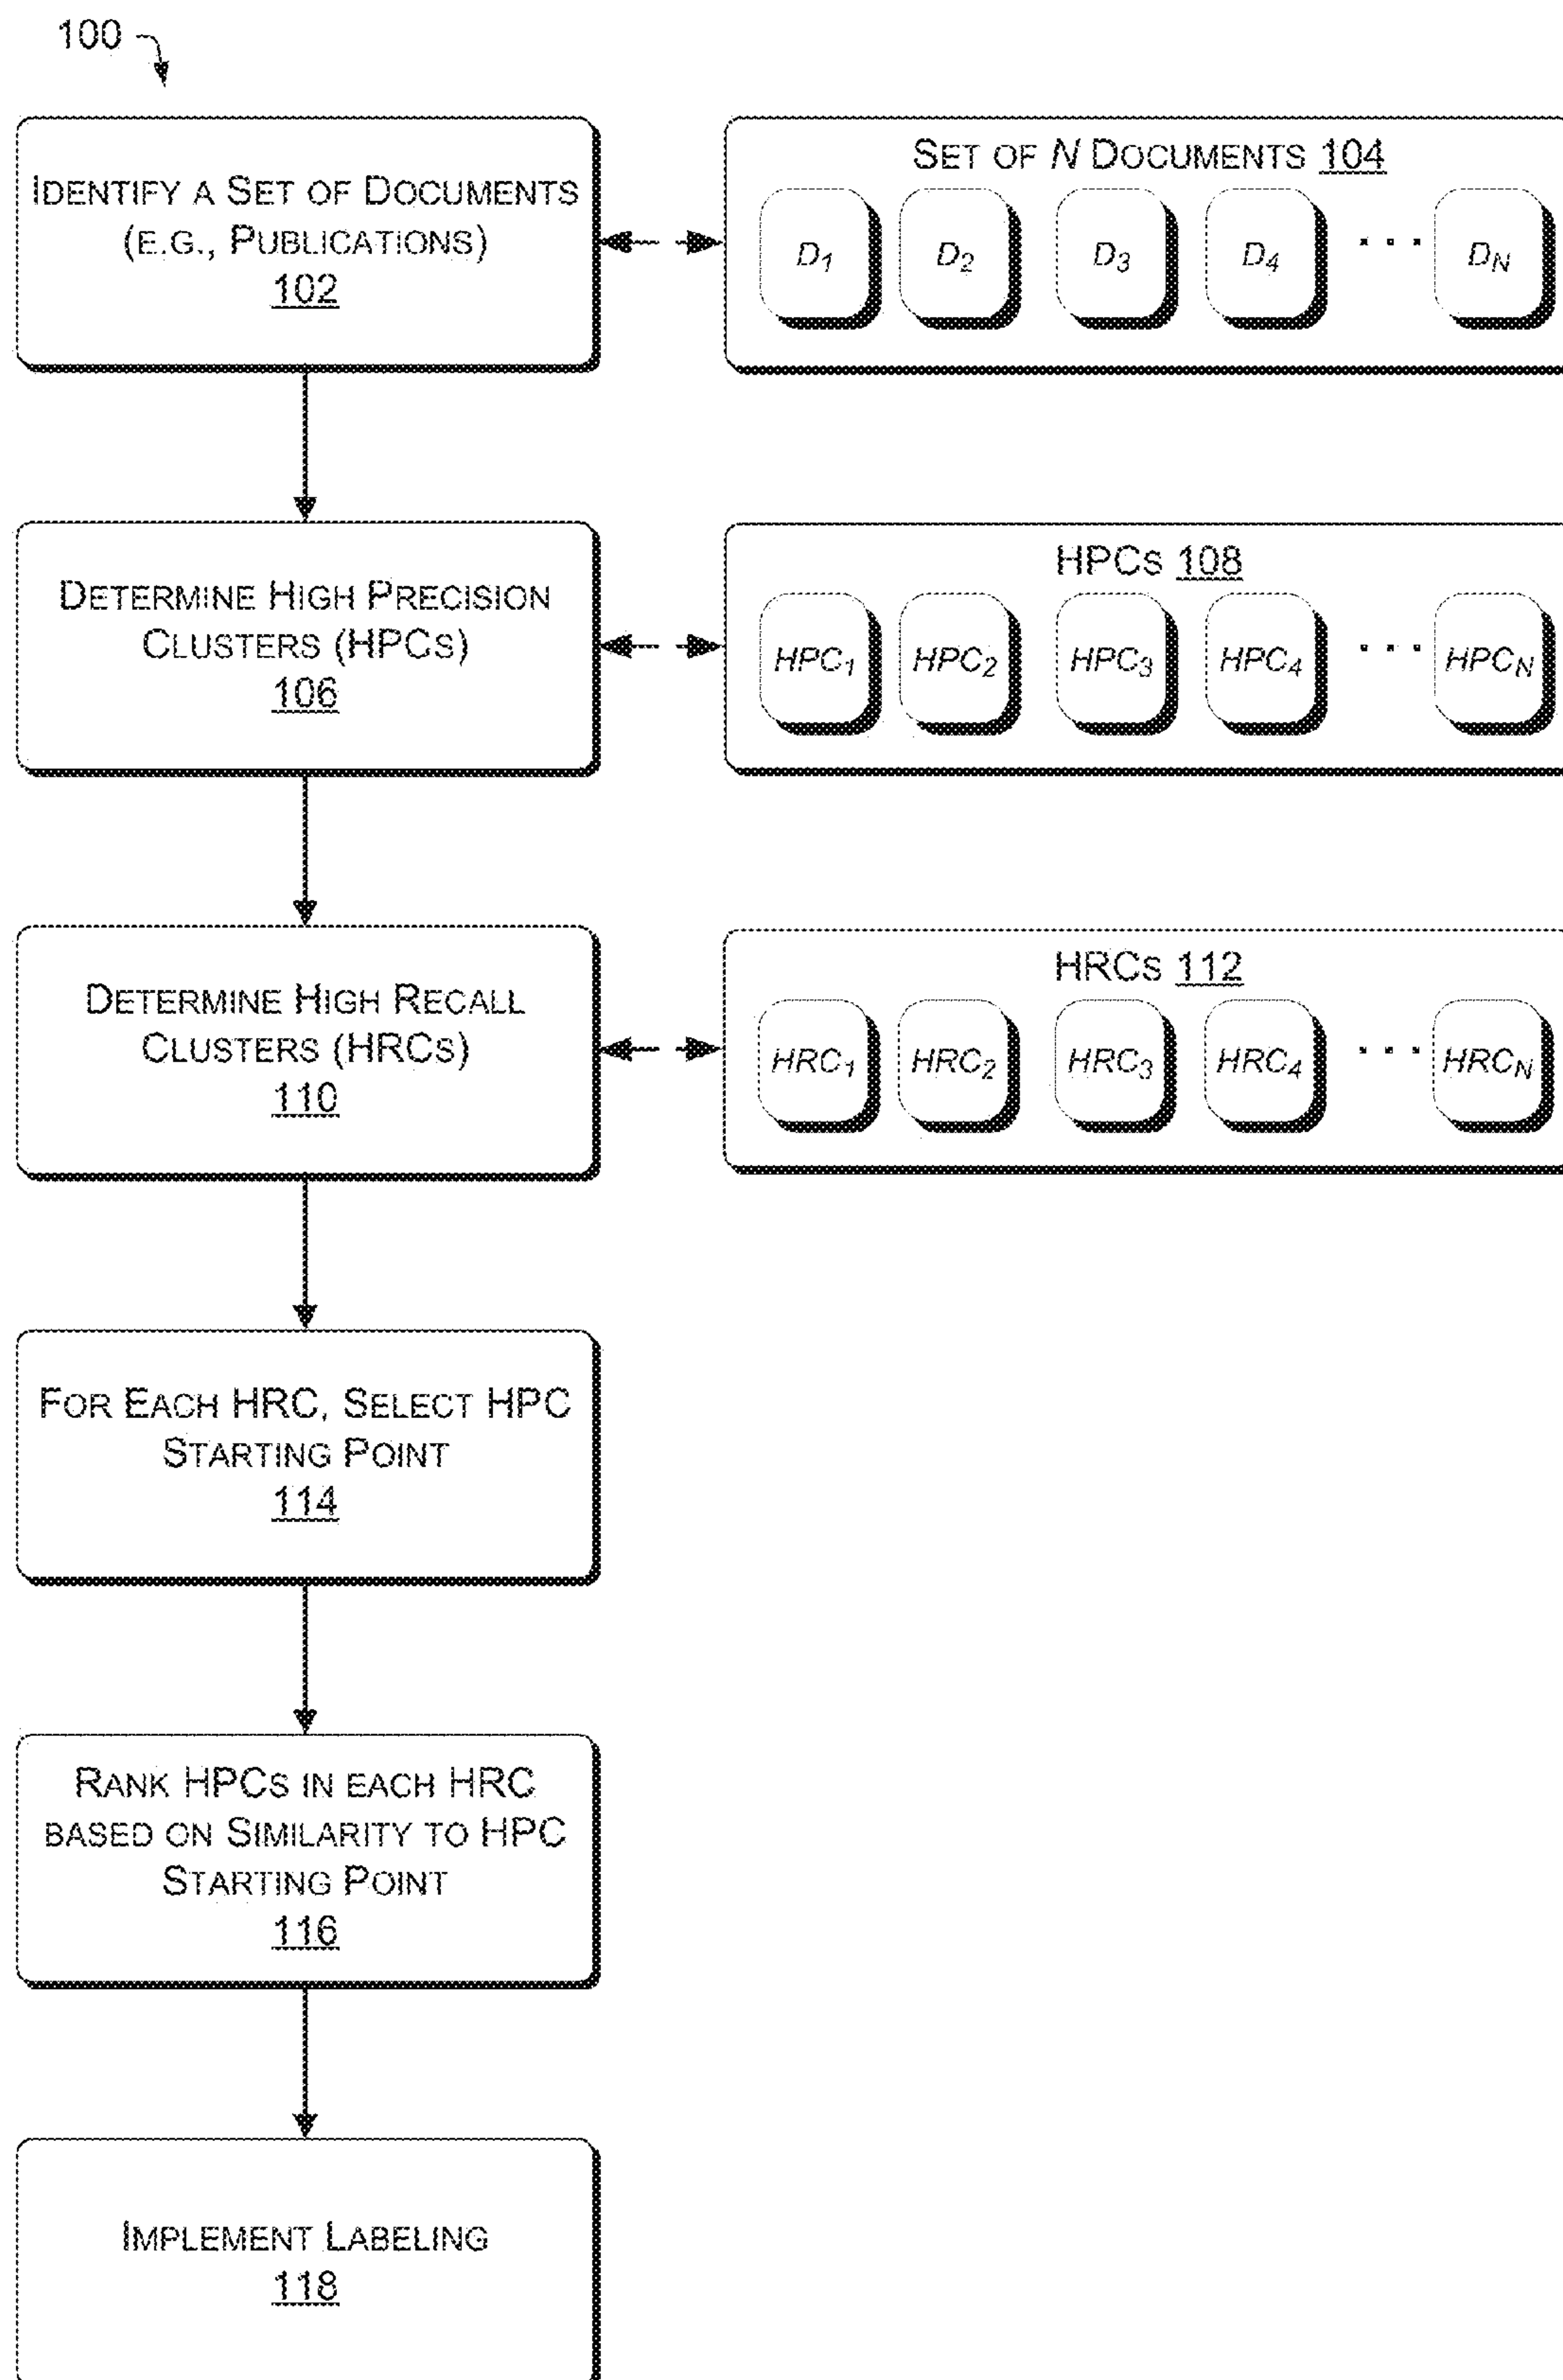 100
IDENTIFY A SET OF DOCUMENTS
(E.G., PUBLICATIONS)
102
SET OF N DOCUMENTS 104
D1 D2 D3 D4 ... DN
DETERMINE HIGH PRECISION
CLUSTERS (HPCS)
106
HPCS 108
HPC1 HPC2 HPC3 HPC4 ... HPCN
DETERMINE HIGH RECALL
CLUSTERS (HRCS)
110
HRCS 112
HRC1 HRC2 HRC3 HRC4 ... HRCN
FOR EACH HRC, SELECT HPC
STARTING POINT
114
RANK HPCS IN EACH HRC
BASED ON SIMILARITY TO HPC
STARTING POINT
116
IMPLEMENT LABELING
118